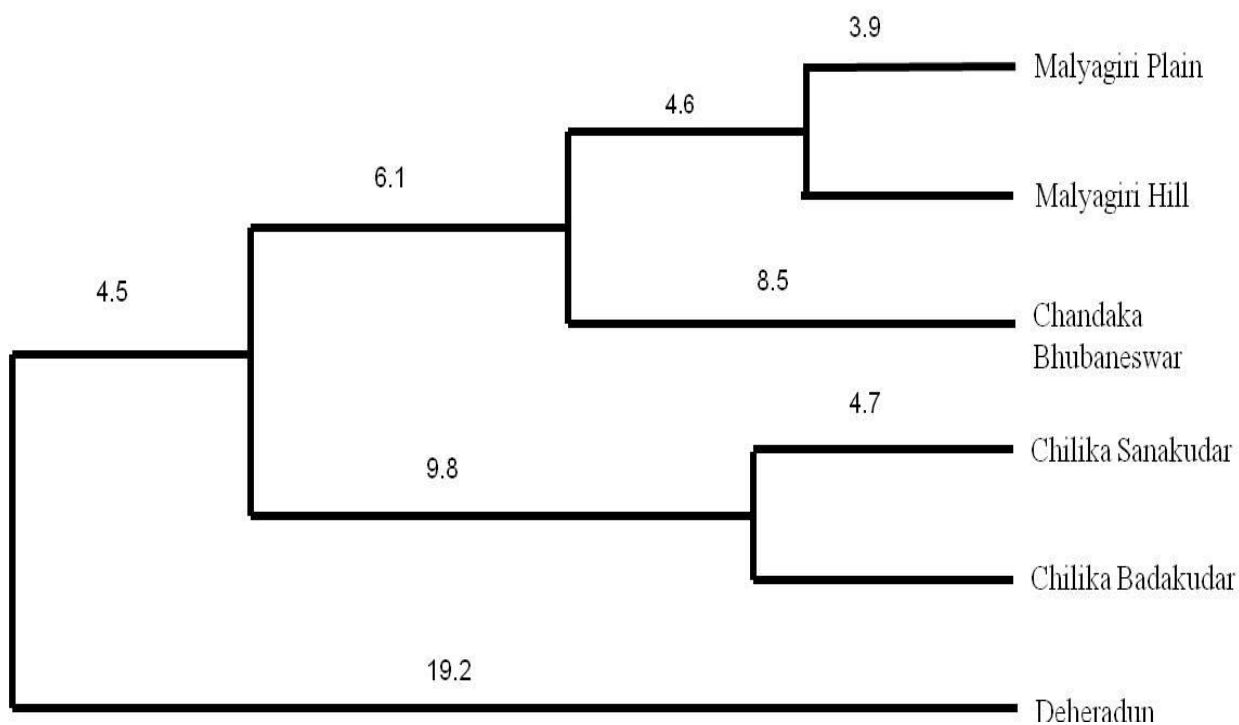 3.9
Malyagiri Plain
4.6
6.1
Malyagiri Hill
4.5
8.5
Chandaka
Bhubaneswar
4.7
Chilika Sanakudar
9.8
Chilika Badakudar
19.2
Deheradun